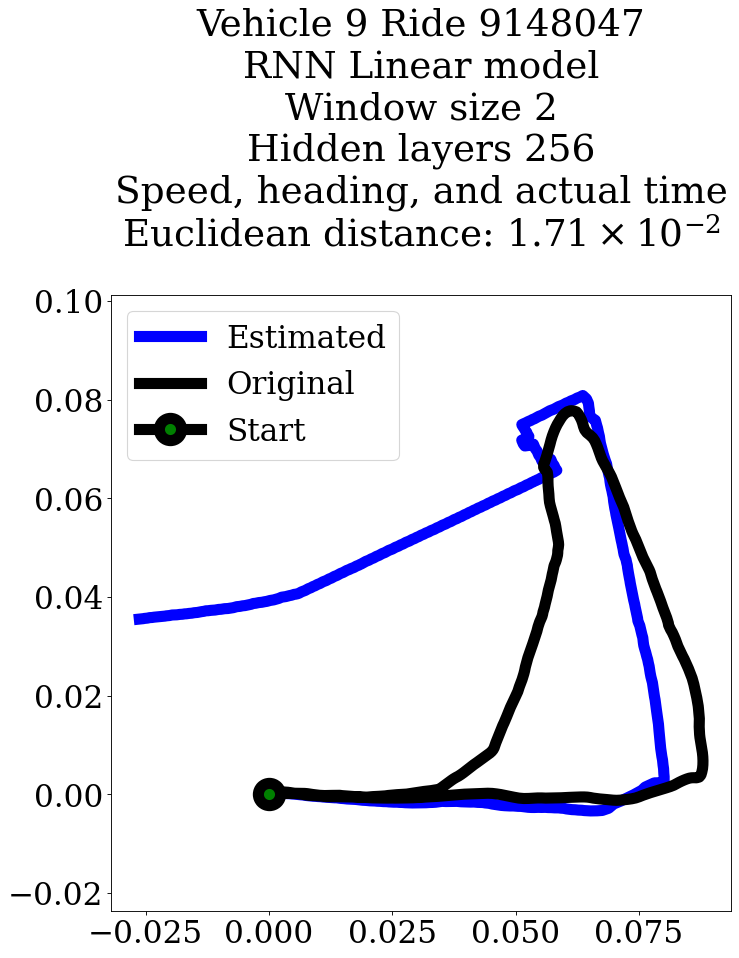 Vehicle 9 Ride 9148047
RNN Linear model
Window size 2
Hidden layers 256
Speed, heading, and actual time
Euclidean distance: 1.71 × 10⁻²
0.10
0.08
0.06
0.04
0.02
0.00
−0.02
Estimated
Original
Start
−0.025 0.000 0.025 0.050 0.075